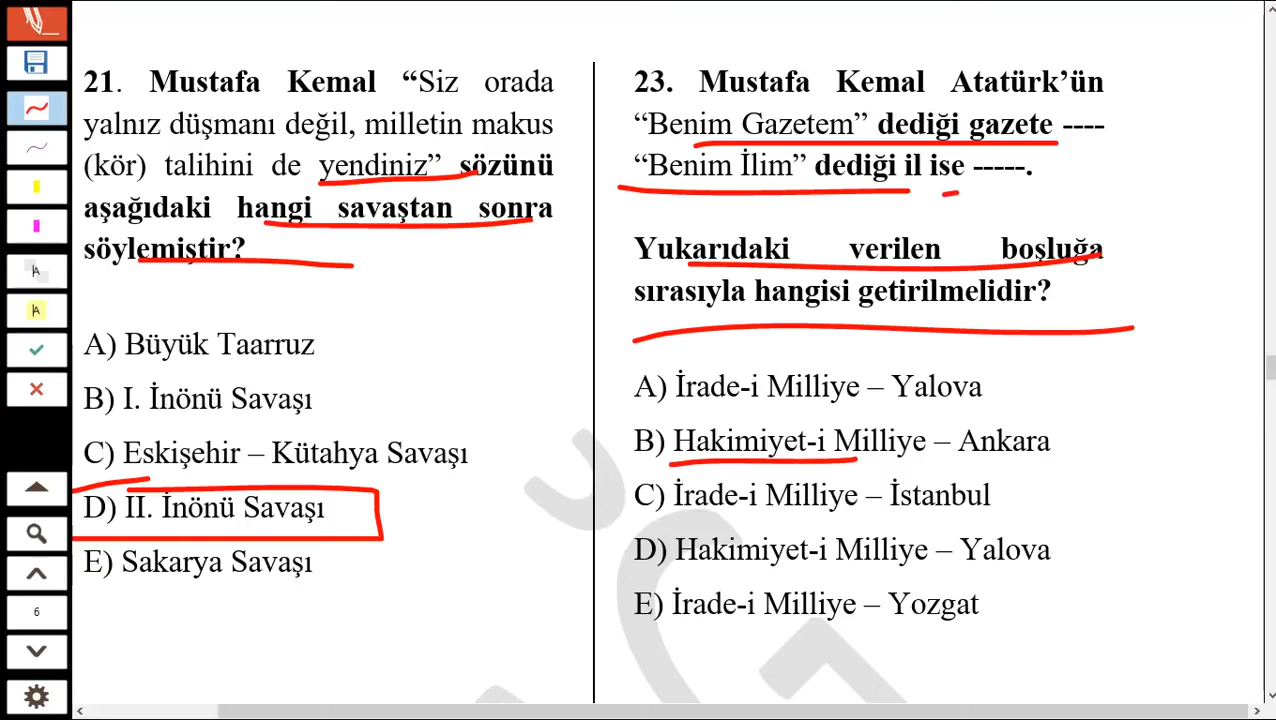 21. Mustafa Kemal “Siz orada
yalnız düşmanı değil, milletin makus
(kör) talihini de yendiniz” sözünü
aşağıdaki hangi savaştan sonra
söylemiştir?
A) Büyük Taarruz
B) I. İnönü Savaşı
C) Eskişehir – Kütahya Savaşı
D) II. İnönü Savaşı
E) Sakarya Savaşı
23. Mustafa Kemal Atatürk’ün
“Benim Gazetem” dediği gazete ----
“Benim İlim” dediği il ise -----.
Yukarıdaki verilen boşluğa
sırasıyla hangisi getirilmelidir?
A) İrade-i Milliye – Yalova
B) Hakimiyet-i Milliye – Ankara
C) İrade-i Milliye – İstanbul
D) Hakimiyet-i Milliye – Yalova
E) İrade-i Milliye – Yozgat
A
A
6